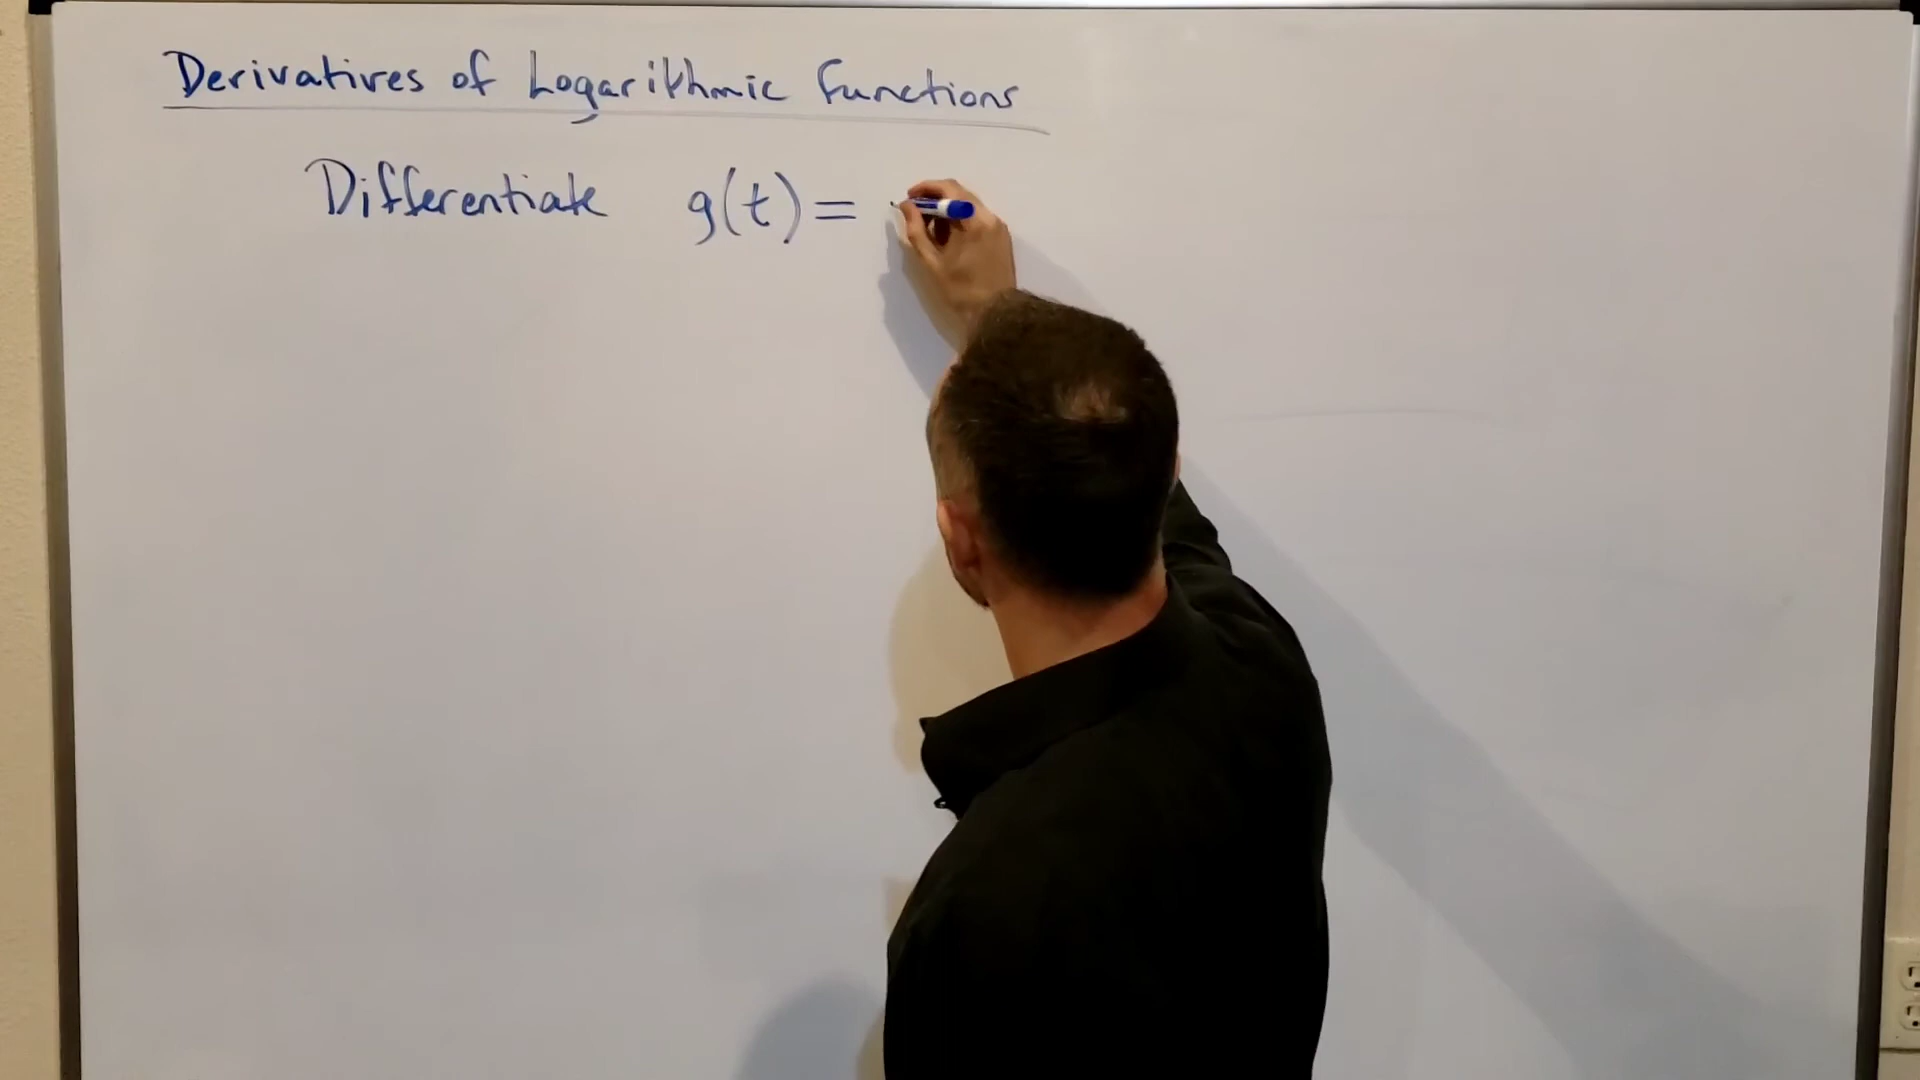 Derivatives of Logarithmic Functions
Differentiate g(t) =